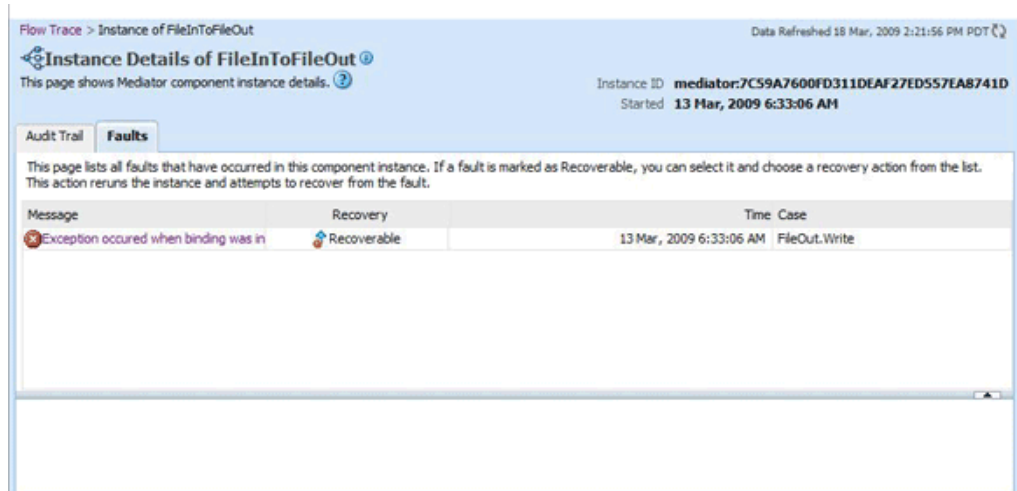 Flow Trace > Instance of FileInToFileOut
Data Refreshed 18 Mar, 2009 2:21:56 PM PDT
Instance Details of FileInToFileOut
This page shows Mediator component instance details.
Instance ID mediator:7C59A7600FD311DEAF27ED557EA8741D
Started 13 Mar, 2009 6:33:06 AM
Audit Trail Faults
This page lists all faults that have occurred in this component instance. If a fault is marked as Recoverable, you can select it and choose a recovery action from the list.
This action reruns the instance and attempts to recover from the fault.
Message Recovery Time Case
Exception occured when binding was in Recoverable 13 Mar, 2009 6:33:06 AM FileOut.Write